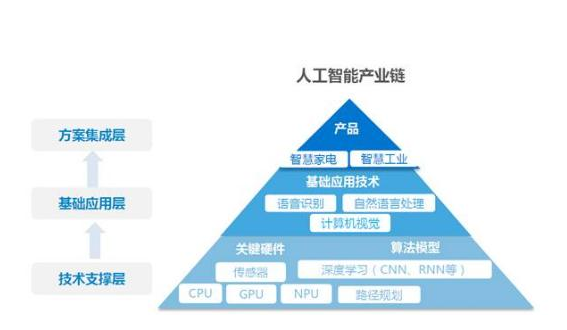 人工智能产业链
产品
方案集成层
智慧家电 智慧工业
基础应用技术
基础应用层
语音识别 自然语言处理
计算机视觉
关键硬件 算法模型
技术支撑层
传感器 深度学习（CNN、RNN等）
CPU GPU NPU 路径规划